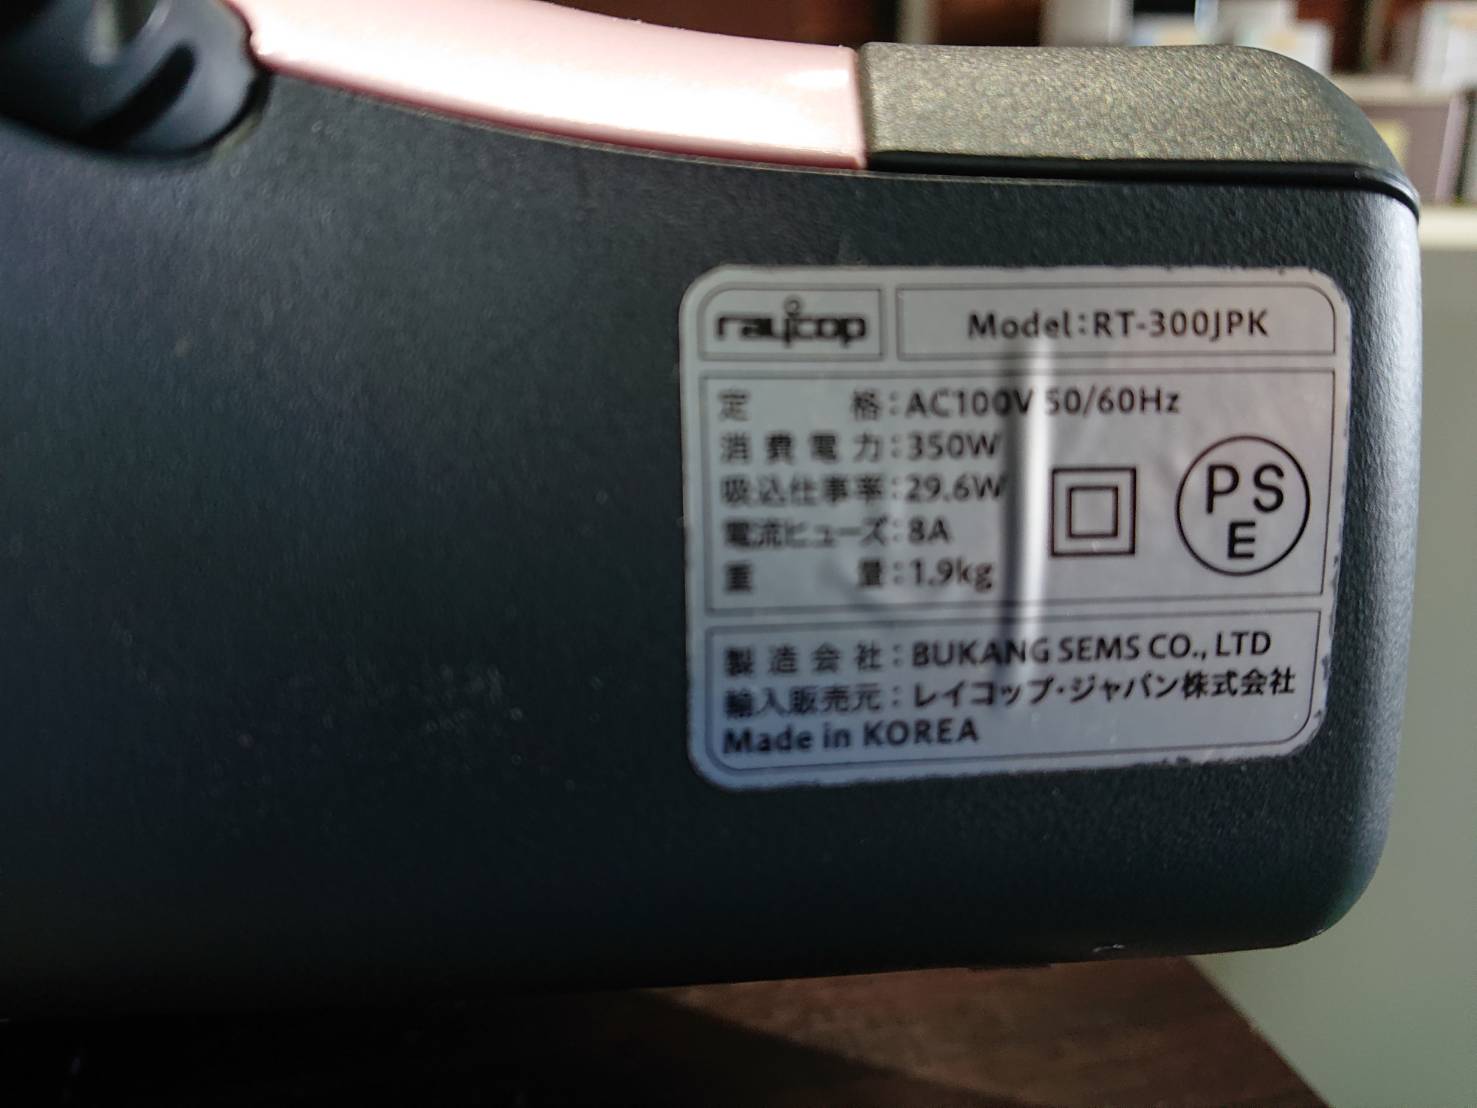 raycop
Model:RT-300JPK
定格:AC100V 50/60Hz
消費電力:350W
吸込仕事率:29.6W
電流ヒューズ:8A
重量:1.9kg
PS
E
製造会社:BUKANG SEMS CO., LTD
輸入販売元:レイコップ・ジャパン株式会社
Made in KOREA